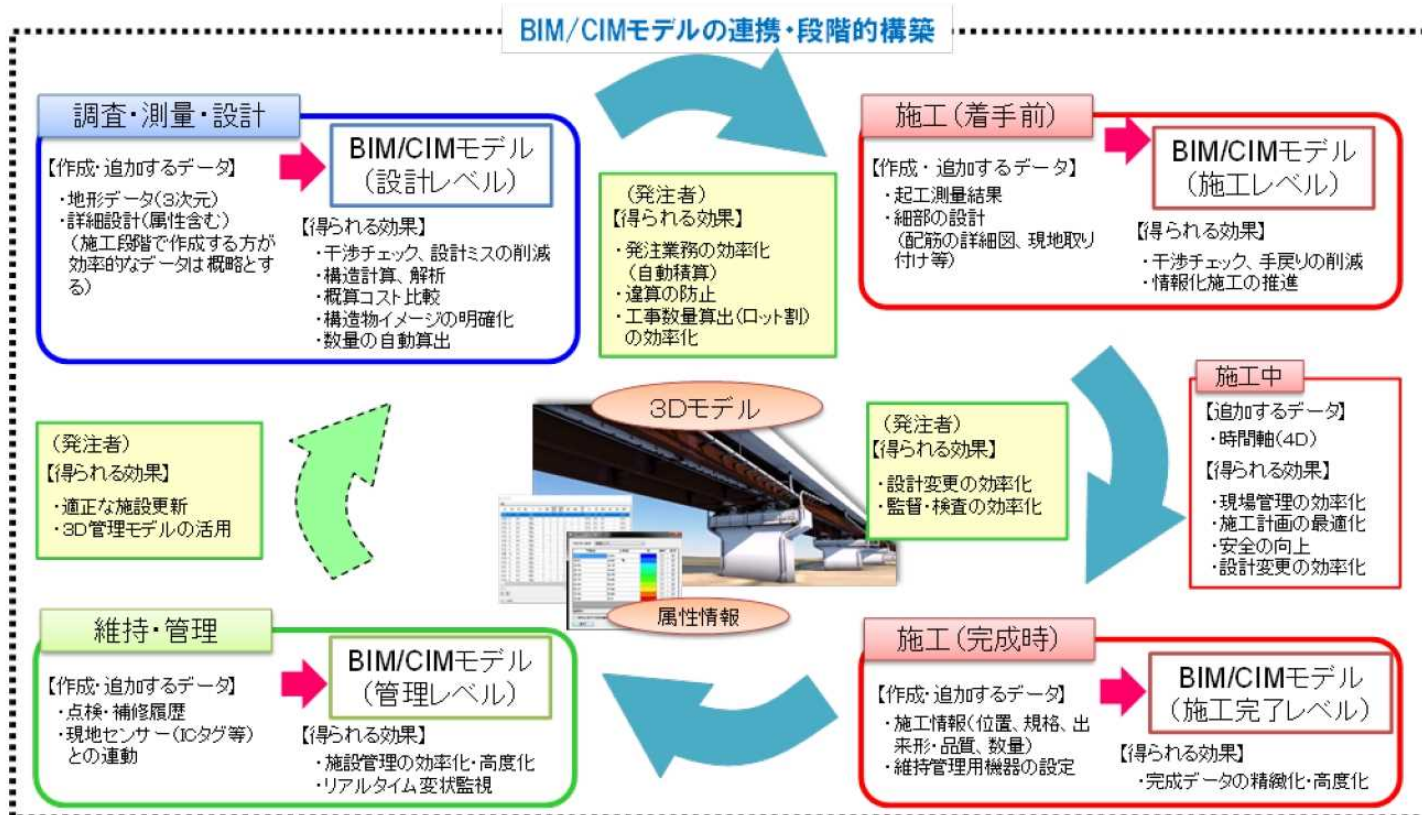 BIM/CIMモデルの連携・段階的構築
調査・測量・設計
【作成・追加するデータ】
・地形データ(3次元)
・詳細設計(属性含む)
(施工段階で作成する方が
効率的なデータは概略とす
る)
BIM/CIMモデル
(設計レベル)
【得られる効果】
・干渉チェック、設計ミスの削減
・構造計算、解析
・概算コスト比較
・構造物イメージの明確化
・数量の自動算出
(発注者)
【得られる効果】
・発注業務の効率化
(自動積算)
・違算の防止
・工事数量算出(ロット割)
の効率化
施工(着手前)
【作成・追加するデータ】
・起工測量結果
・細部の設計
(配筋の詳細図、現地取り
付け等)
BIM/CIMモデル
(施工レベル)
【得られる効果】
・干渉チェック、手戻りの削減
・情報化施工の推進
施工中
【追加するデータ】
・時間軸(4D)
【得られる効果】
・現場管理の効率化
・施工計画の最適化
・安全の向上
・設計変更の効率化
(発注者)
【得られる効果】
・設計変更の効率化
・監督・検査の効率化
3Dモデル
属性情報
(発注者)
【得られる効果】
・適正な施設更新
・3D管理モデルの活用
維持・管理
【作成・追加するデータ】
・点検・補修履歴
・現地センサー(ICタグ等)
との連動
BIM/CIMモデル
(管理レベル)
【得られる効果】
・施設管理の効率化・高度化
・リアルタイム変状監視
施工(完成時)
【作成・追加するデータ】
・施工情報(位置、規格、出
来形・品質、数量)
・維持管理用機器の設定
BIM/CIMモデル
(施工完了レベル)
【得られる効果】
・完成データの精緻化・高度化